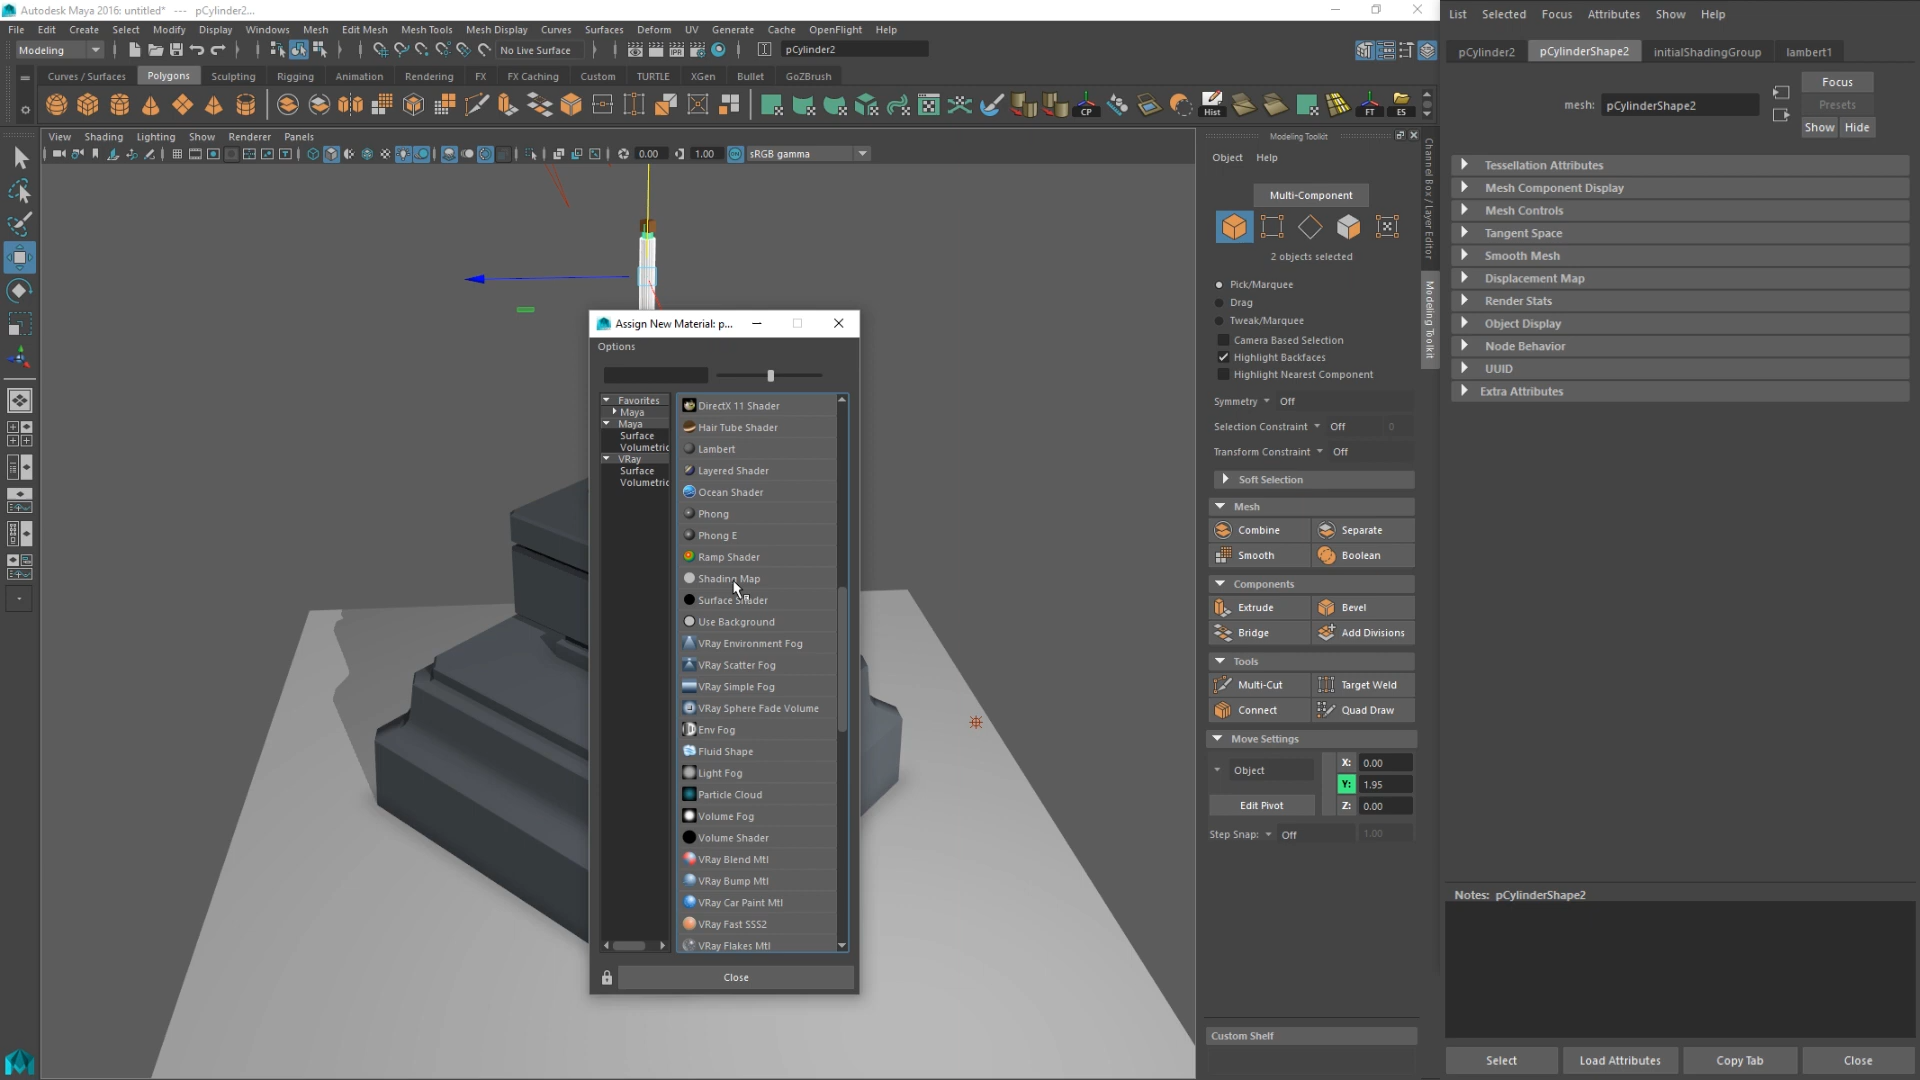 Autodesk Maya 2016: untitled* --- pCylinder2...
File Edit Create Select Modify Display Windows Mesh Edit Mesh Mesh Tools Mesh Display Curves Surfaces Deform UV Generate Cache OpenFlight Help
Modeling No Live Surface pCylinder2
Curves / Surfaces Polygons Sculpting Rigging Animation Rendering FX FX Caching Custom TURTLE XGen Bullet GoZBrush
CP Hist FT ES
View Shading Lighting Show Renderer Panels
0.00 1.00 sRGB gamma
Assign New Material: p...
Options
Favorites
Maya
Maya
Surface
Volumetric
VRay
Surface
Volumetric
DirectX 11 Shader
Hair Tube Shader
Lambert
Layered Shader
Ocean Shader
Phong
Phong E
Ramp Shader
Shading Map
Surface Shader
Use Background
VRay Environment Fog
VRay Scatter Fog
VRay Simple Fog
VRay Sphere Fade Volume
Env Fog
Fluid Shape
Light Fog
Particle Cloud
Volume Fog
Volume Shader
VRay Blend Mtl
VRay Bump Mtl
VRay Car Paint Mtl
VRay Fast SSS2
VRay Flakes Mtl
Close
Modeling Toolkit
Object Help
Multi-Component
2 objects selected
Pick/Marquee
Drag
Tweak/Marquee
Camera Based Selection
Highlight Backfaces
Highlight Nearest Component
Symmetry Off
Selection Constraint Off 0
Transform Constraint Off
Soft Selection
Mesh
Combine Separate
Smooth Boolean
Components
Extrude Bevel
Bridge Add Divisions
Tools
Multi-Cut Target Weld
Connect Quad Draw
Move Settings
Object X: 0.00
Y: 1.95
Edit Pivot Z: 0.00
Step Snap: Off 1.00
Custom Shelf
Channel Box / Layer Editor
Modeling Toolkit
List Selected Focus Attributes Show Help
pCylinder2 pCylinderShape2 initialShadingGroup lambert1
mesh: pCylinderShape2
Focus
Presets
Show Hide
Tessellation Attributes
Mesh Component Display
Mesh Controls
Tangent Space
Smooth Mesh
Displacement Map
Render Stats
Object Display
Node Behavior
UUID
Extra Attributes
Notes: pCylinderShape2
Select Load Attributes Copy Tab Close